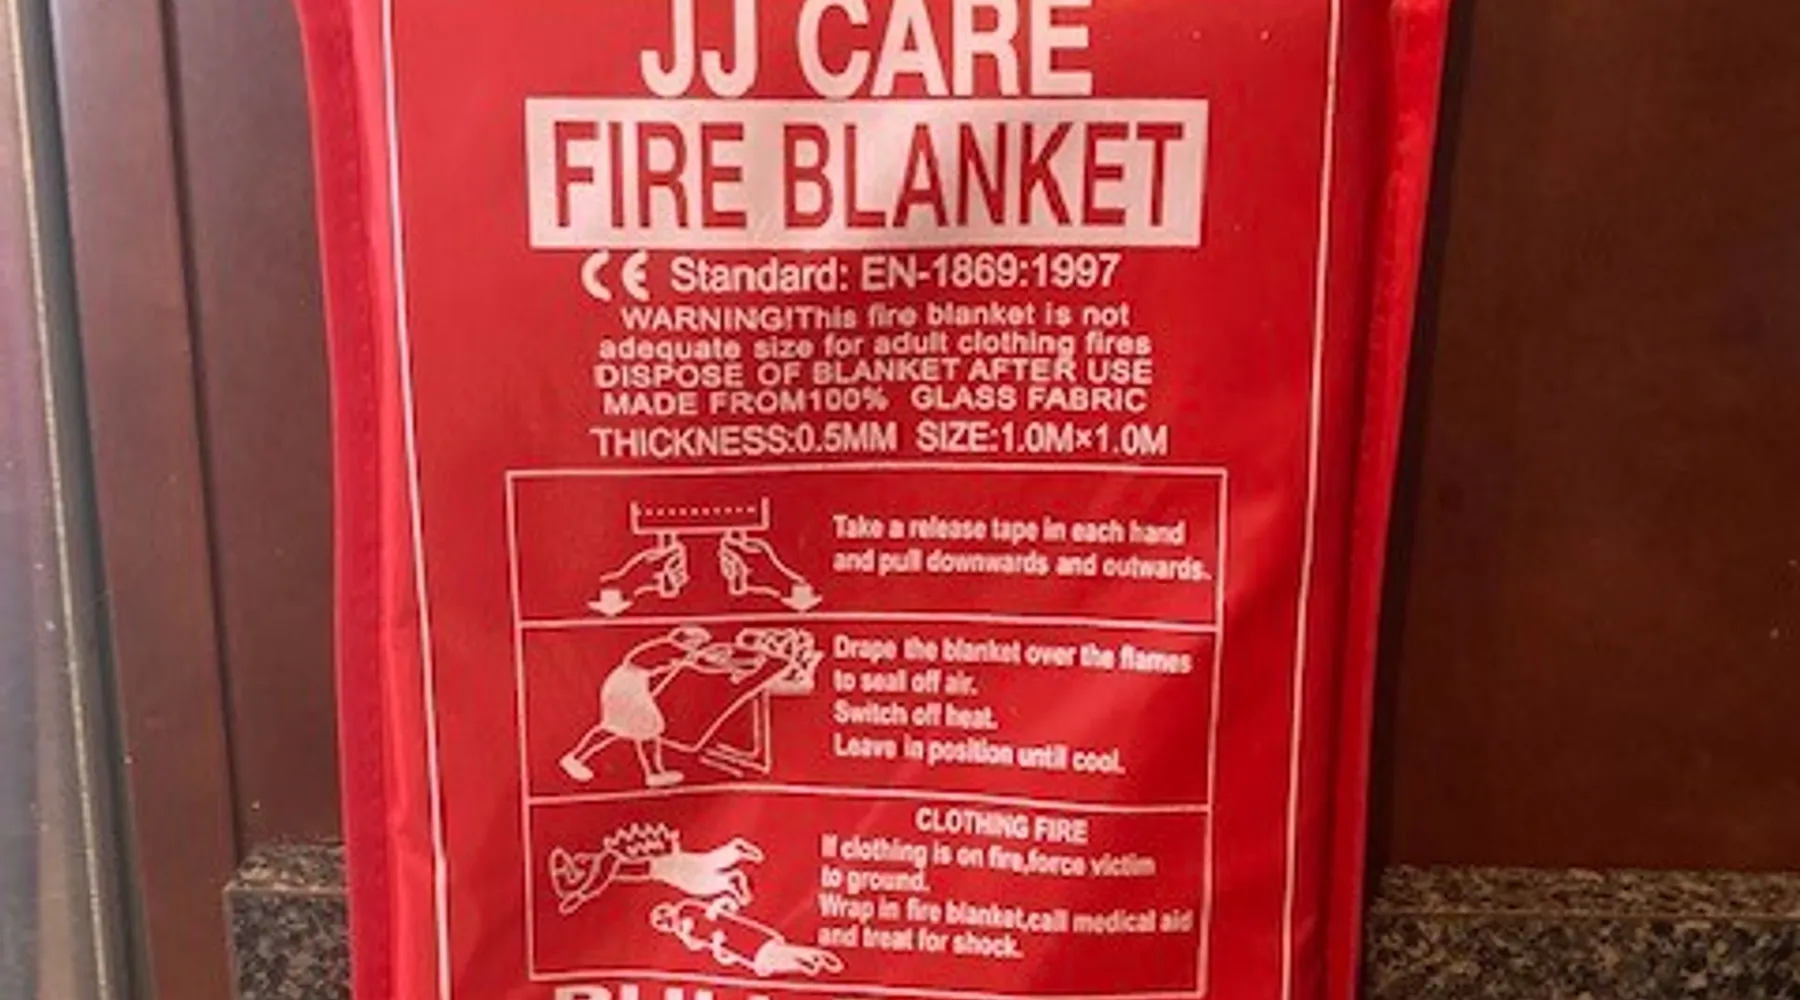 JJ CARE
FIRE BLANKET
CE Standard: EN-1869:1997
WARNING!This fire blanket is not
adequate size for adult clothing fires
DISPOSE OF BLANKET AFTER USE
MADE FROM100% GLASS FABRIC
THICKNESS:0.5MM SIZE:1.0M×1.0M
Take a release tape in each hand
and pull downwards and outwards.
Drape the blanket over the flames
to seal off air.
Switch off heat.
Leave in position until cool.
CLOTHING FIRE
If clothing is on fire,force victim
to ground.
Wrap in fire blanket,call medical aid
and treat for shock.